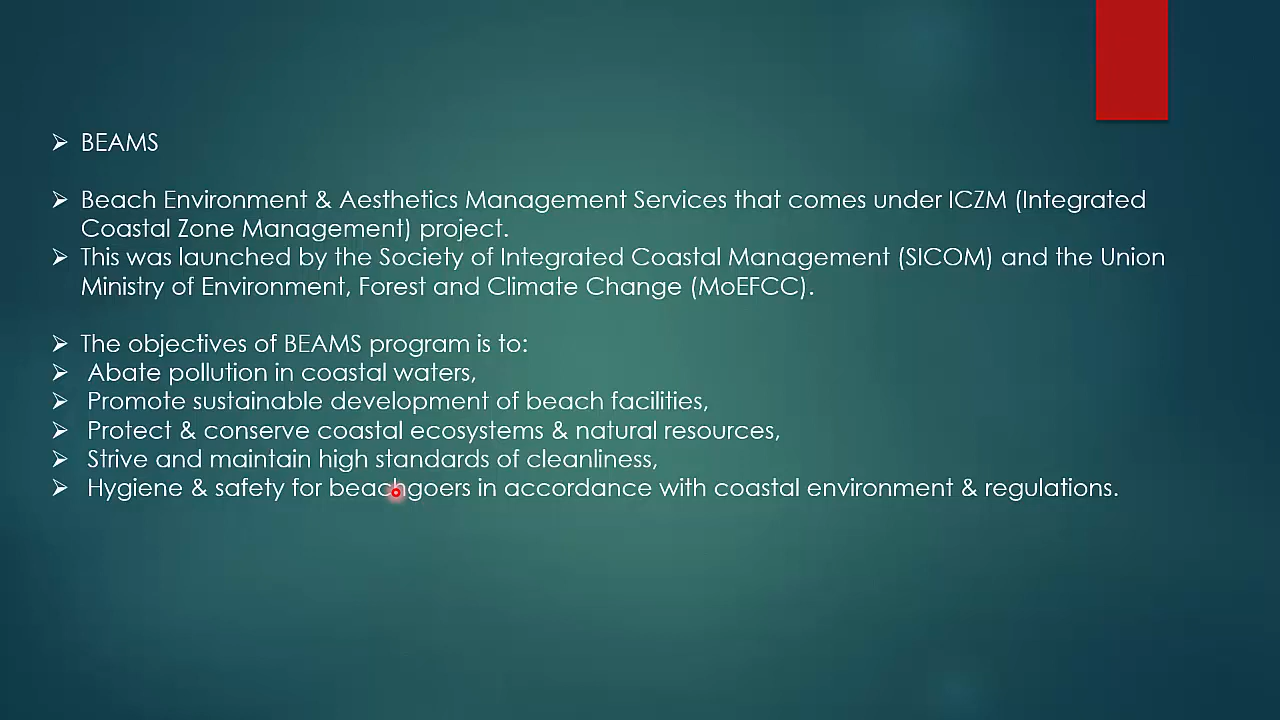 BEAMS
Beach Environment & Aesthetics Management Services that comes under ICZM (Integrated
Coastal Zone Management) project.
This was launched by the Society of Integrated Coastal Management (SICOM) and the Union
Ministry of Environment, Forest and Climate Change (MoEFCC).
The objectives of BEAMS program is to:
Abate pollution in coastal waters,
Promote sustainable development of beach facilities,
Protect & conserve coastal ecosystems & natural resources,
Strive and maintain high standards of cleanliness,
Hygiene & safety for beachgoers in accordance with coastal environment & regulations.